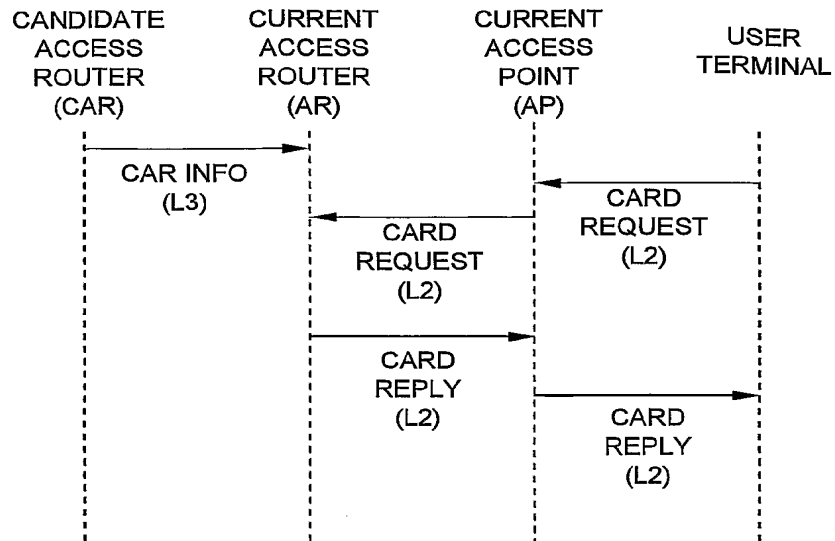 CANDIDATE
ACCESS
ROUTER
(CAR)
CURRENT
ACCESS
ROUTER
(AR)
CURRENT
ACCESS
POINT
(AP)
USER
TERMINAL
CAR INFO
(L3)
CARD
REQUEST
(L2)
CARD
REQUEST
(L2)
CARD
REPLY
(L2)
CARD
REPLY
(L2)